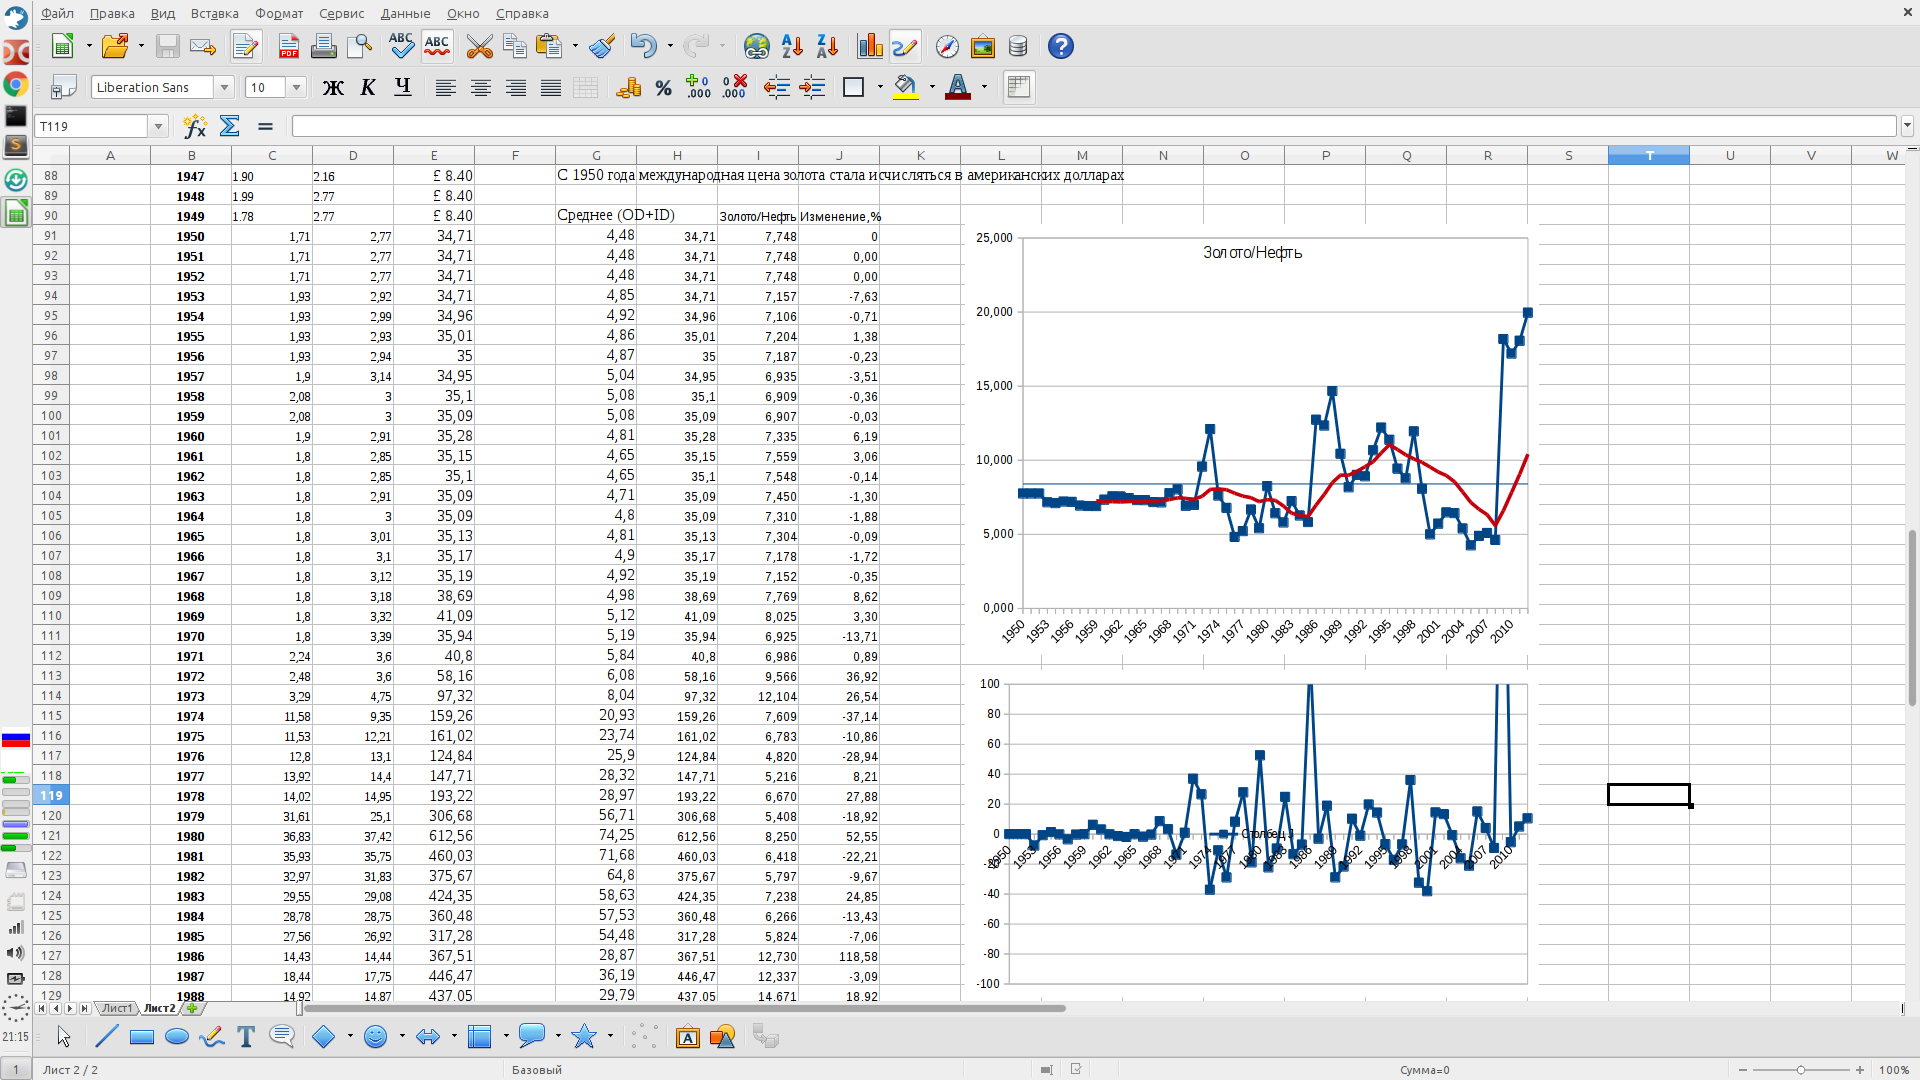 Файл Правка Вид Вставка Формат Сервис Данные Окно Справка
Liberation Sans 10 Ж К Ч
T119
A B C D E F G H I J K L M N O P Q R S T U V W
88 1947 1.90 2.16 £ 8.40 С 1950 года международная цена золота стала исчисляться в американских долларах
89 1948 1.99 2.77 £ 8.40
90 1949 1.78 2.77 £ 8.40 Среднее (OD+ID) Золото/Нефть Изменение,%
91 1950 1,71 2,77 34,71 4,48 34,71 7,748 0
92 1951 1,71 2,77 34,71 4,48 34,71 7,748 0,00
93 1952 1,71 2,77 34,71 4,48 34,71 7,748 0,00
94 1953 1,93 2,92 34,71 4,85 34,71 7,157 -7,63
95 1954 1,93 2,99 34,96 4,92 34,96 7,106 -0,71
96 1955 1,93 2,93 35,01 4,86 35,01 7,204 1,38
97 1956 1,93 2,94 35 4,87 35 7,187 -0,23
98 1957 1,9 3,14 34,95 5,04 34,95 6,935 -3,51
99 1958 2,08 3 35,1 5,08 35,1 6,909 -0,36
100 1959 2,08 3 35,09 5,08 35,09 6,907 -0,03
101 1960 1,9 2,91 35,28 4,81 35,28 7,335 6,19
102 1961 1,8 2,85 35,15 4,65 35,15 7,559 3,06
103 1962 1,8 2,85 35,1 4,65 35,1 7,548 -0,14
104 1963 1,8 2,91 35,09 4,71 35,09 7,450 -1,30
105 1964 1,8 3 35,09 4,8 35,09 7,310 -1,88
106 1965 1,8 3,01 35,13 4,81 35,13 7,304 -0,09
107 1966 1,8 3,1 35,17 4,9 35,17 7,178 -1,72
108 1967 1,8 3,12 35,19 4,92 35,19 7,152 -0,35
109 1968 1,8 3,18 38,69 4,98 38,69 7,769 8,62
110 1969 1,8 3,32 41,09 5,12 41,09 8,025 3,30
111 1970 1,8 3,39 35,94 5,19 35,94 6,925 -13,71
112 1971 2,24 3,6 40,8 5,84 40,8 6,986 0,89
113 1972 2,48 3,6 58,16 6,08 58,16 9,566 36,92
114 1973 3,29 4,75 97,32 8,04 97,32 12,104 26,54
115 1974 11,58 9,35 159,26 20,93 159,26 7,609 -37,14
116 1975 11,53 12,21 161,02 23,74 161,02 6,783 -10,86
117 1976 12,8 13,1 124,84 25,9 124,84 4,820 -28,94
118 1977 13,92 14,4 147,71 28,32 147,71 5,216 8,21
119 1978 14,02 14,95 193,22 28,97 193,22 6,670 27,88
120 1979 31,61 25,1 306,68 56,71 306,68 5,408 -18,92
121 1980 36,83 37,42 612,56 74,25 612,56 8,250 52,55
122 1981 35,93 35,75 460,03 71,68 460,03 6,418 -22,21
123 1982 32,97 31,83 375,67 64,8 375,67 5,797 -9,67
124 1983 29,55 29,08 424,35 58,63 424,35 7,238 24,85
125 1984 28,78 28,75 360,48 57,53 360,48 6,266 -13,43
126 1985 27,56 26,92 317,28 54,48 317,28 5,824 -7,06
127 1986 14,43 14,44 367,51 28,87 367,51 12,730 118,58
128 1987 18,44 17,75 446,47 36,19 446,47 12,337 -3,09
129 1988 14,92 14,87 437,05 29,79 437,05 14,671 18,92
Золото/Нефть
25,000
20,000
15,000
10,000
5,000
0,000
1950 1953 1956 1959 1962 1965 1968 1971 1974 1977 1980 1983 1986 1989 1992 1995 1998 2001 2004 2007 2010
100
80
60
40
20
0
-20
-40
-60
-80
-100
Столбец J
1950 1953 1956 1959 1962 1965 1968 1971 1974 1977 1980 1983 1986 1989 1992 1995 1998 2001 2004 2007 2010
Лист1 Лист2
21:15
1 Лист 2 / 2 Базовый Сумма=0 100%